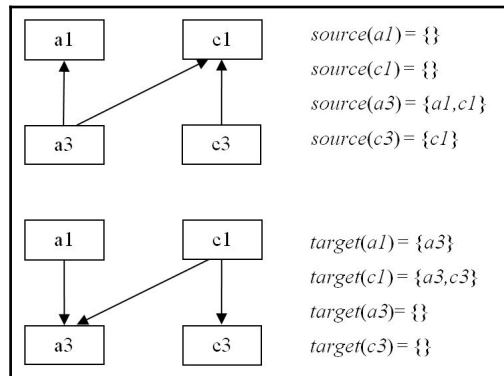 a1 c1 source(a1) = {}
source(c1) = {}
source(a3) = {a1,c1}
a3 c3 source(c3) = {c1}
a1 c1 target(a1) = {a3}
target(c1) = {a3,c3}
target(a3)= {}
a3 c3 target(c3) = {}